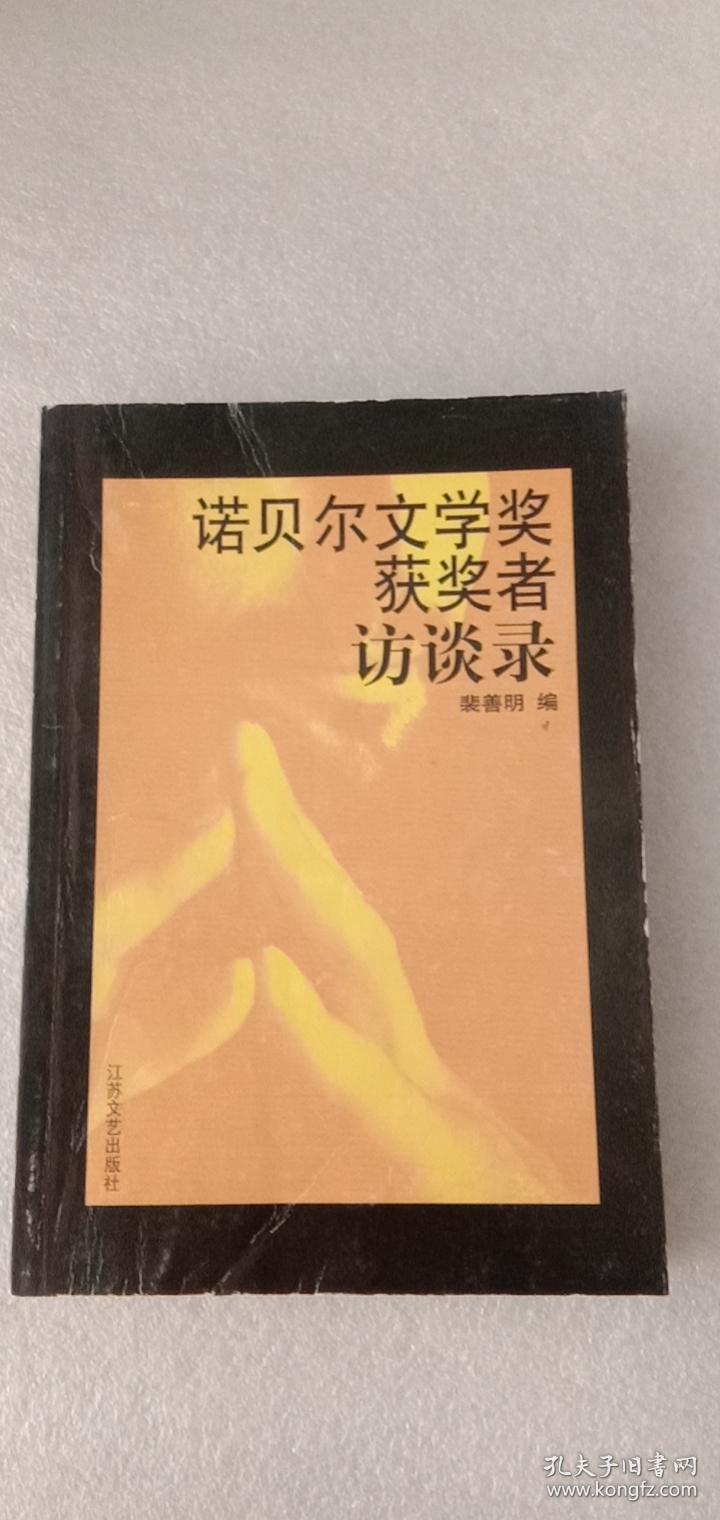 诺贝尔文学奖
获奖者
访谈录
裴善明 编
江苏文艺出版社
孔夫子旧书网
www.kongfz.com